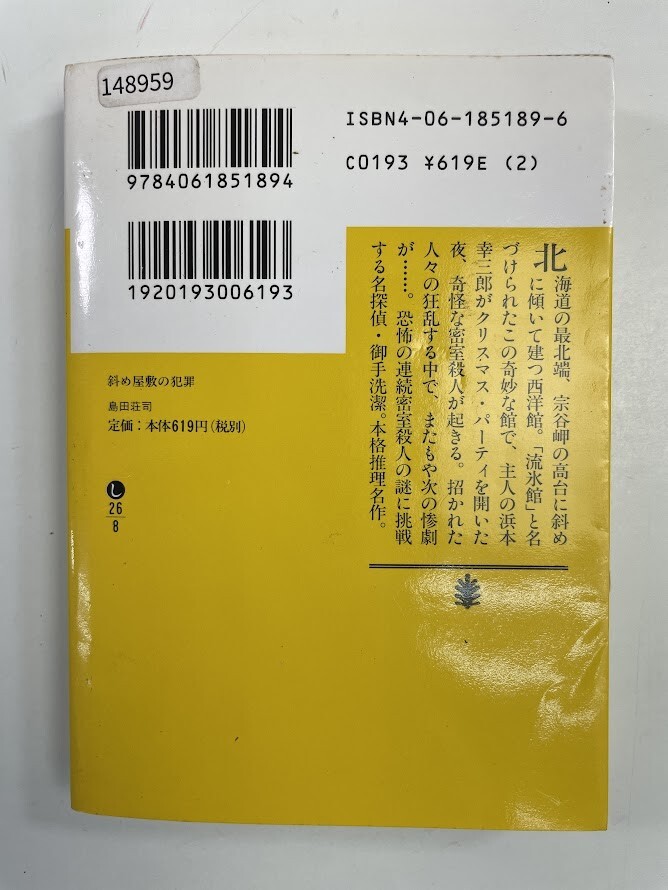 148959
ISBN4-06-185189-6
C0193 ¥619E (2)
9784061851894
1920193006193
北海道の最北端、宗谷岬の高台に斜め
に傾いて建つ西洋館。「流氷館」と名
づけられたこの奇妙な館で、主人の浜本
幸三郎がクリスマス・パーティを開いた
夜、奇怪な密室殺人が起きる。招かれた
人々の狂乱する中で、またもや次の惨劇
が……。恐怖の連続密室殺人の謎に挑戦
する名探偵・御手洗潔。本格推理名作。
斜め屋敷の犯罪
島田荘司
定価：本体619円（税別）
し
26
8